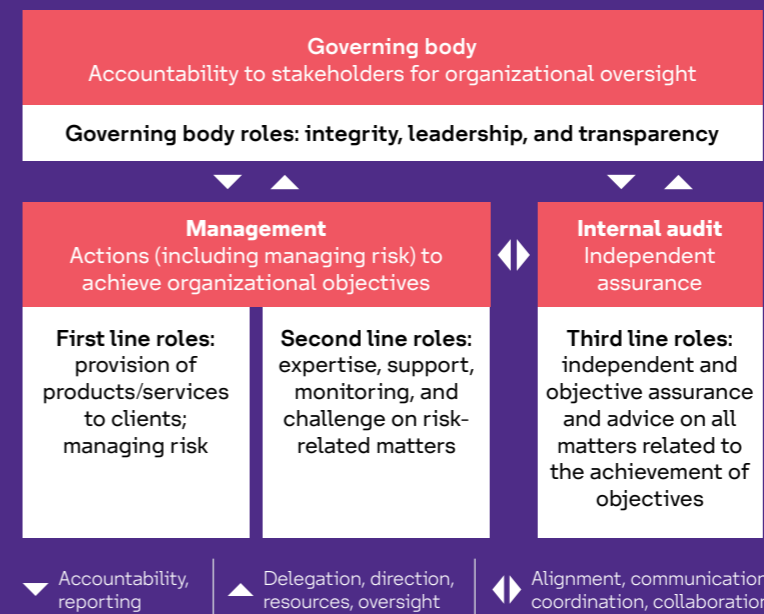 Governing body
Accountability to stakeholders for organizational oversight
Governing body roles: integrity, leadership, and transparency
Management
Actions (including managing risk) to
achieve organizational objectives
Internal audit
Independent
assurance
First line roles:
provision of
products/services
to clients;
managing risk
Second line roles:
expertise, support,
monitoring, and
challenge on risk-
related matters
Third line roles:
independent and
objective assurance
and advice on all
matters related to
the achievement of
objectives
Accountability,
reporting
Delegation, direction,
resources, oversight
Alignment, communication
coordination, collaboration